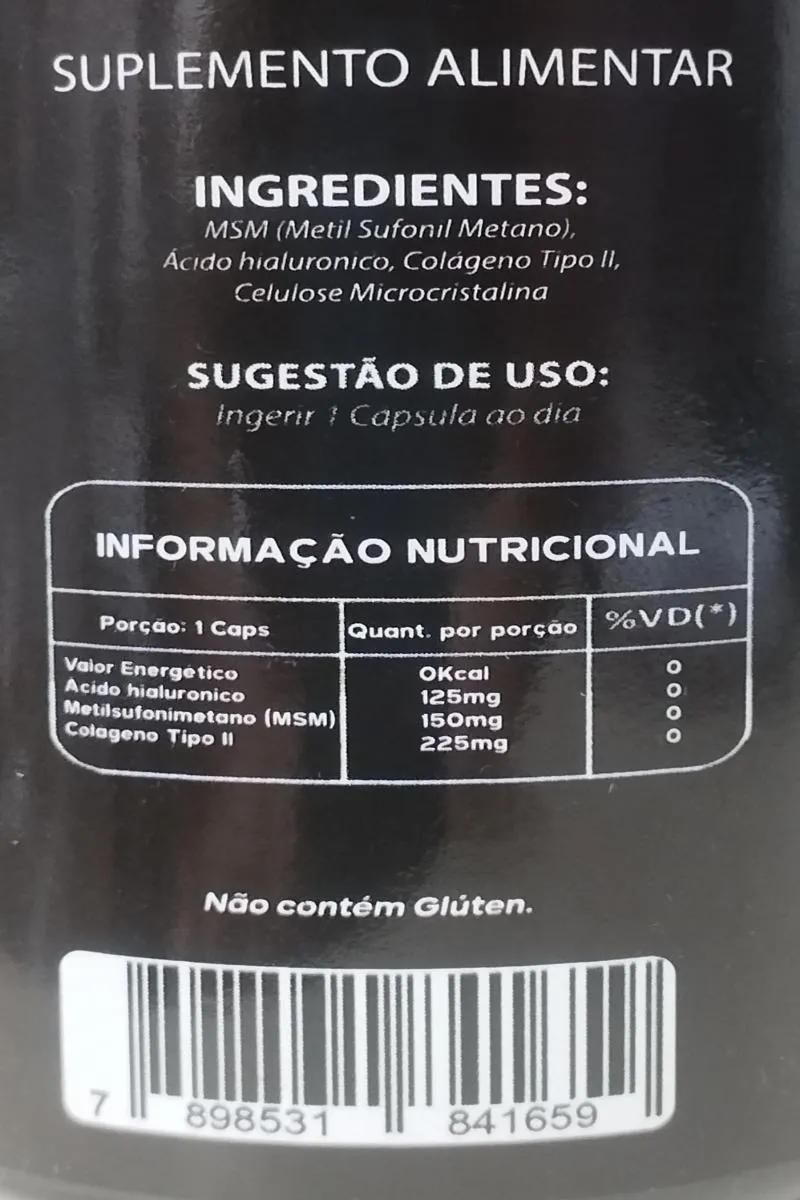 SUPLEMENTO ALIMENTAR
INGREDIENTES:
MSM (Metil Sufonil Metano),
Ácido hialuronico, Colágeno Tipo II,
Celulose Microcristalina
SUGESTÃO DE USO:
Ingerir 1 Capsula ao dia
INFORMAÇÃO NUTRICIONAL
Porção: 1 Caps Quant. por porção %VD(*)
Valor Energético 0Kcal 0
Ácido hialuronico 125mg 0
Metilsufonimetano (MSM) 150mg 0
Colageno Tipo II 225mg 0
Não contém Glúten.
7 898531 841659